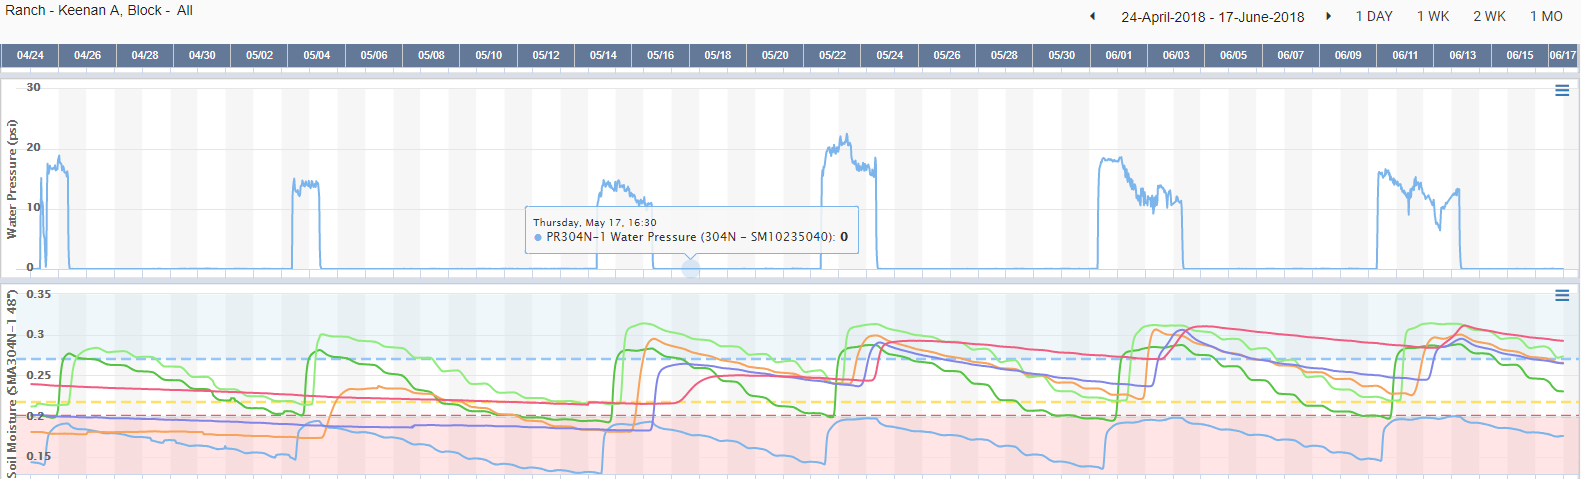 Ranch - Keenan A, Block - All
24-April-2018 - 17-June-2018 1 DAY 1 WK 2 WK 1 MO
04/24 04/26 04/28 04/30 05/02 05/04 05/06 05/08 05/10 05/12 05/14 05/16 05/18 05/20 05/22 05/24 05/26 05/28 05/30 06/01 06/03 06/05 06/07 06/09 06/11 06/13 06/15 06/17
Water Pressure (psi)
30
20
10
0
Thursday, May 17, 16:30
PR304N-1 Water Pressure (304N - SM10235040): 0
Soil Moisture (SMA304N-1 48")
0.35
0.3
0.25
0.2
0.15